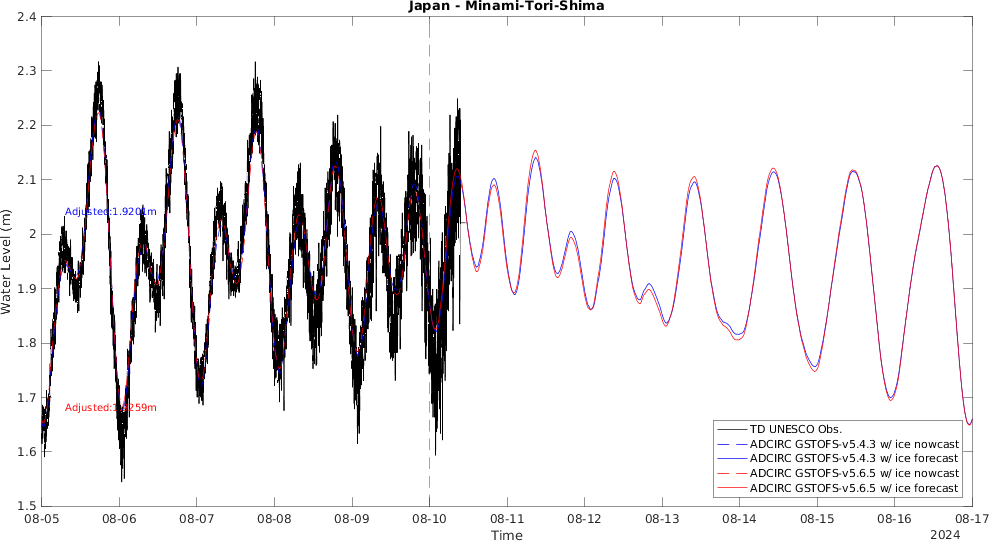 Japan - Minami-Tori-Shima
2.4
2.3
2.2
2.1
2
1.9
1.8
1.7
1.6
1.5
Water Level (m)
Adjusted:1.9201m
Adjusted:1.9259m
TD UNESCO Obs.
ADCIRC GSTOFS-v5.4.3 w/ ice nowcast
ADCIRC GSTOFS-v5.4.3 w/ ice forecast
ADCIRC GSTOFS-v5.6.5 w/ ice nowcast
ADCIRC GSTOFS-v5.6.5 w/ ice forecast
08-05 08-06 08-07 08-08 08-09 08-10 08-11 08-12 08-13 08-14 08-15 08-16 08-17
Time
2024